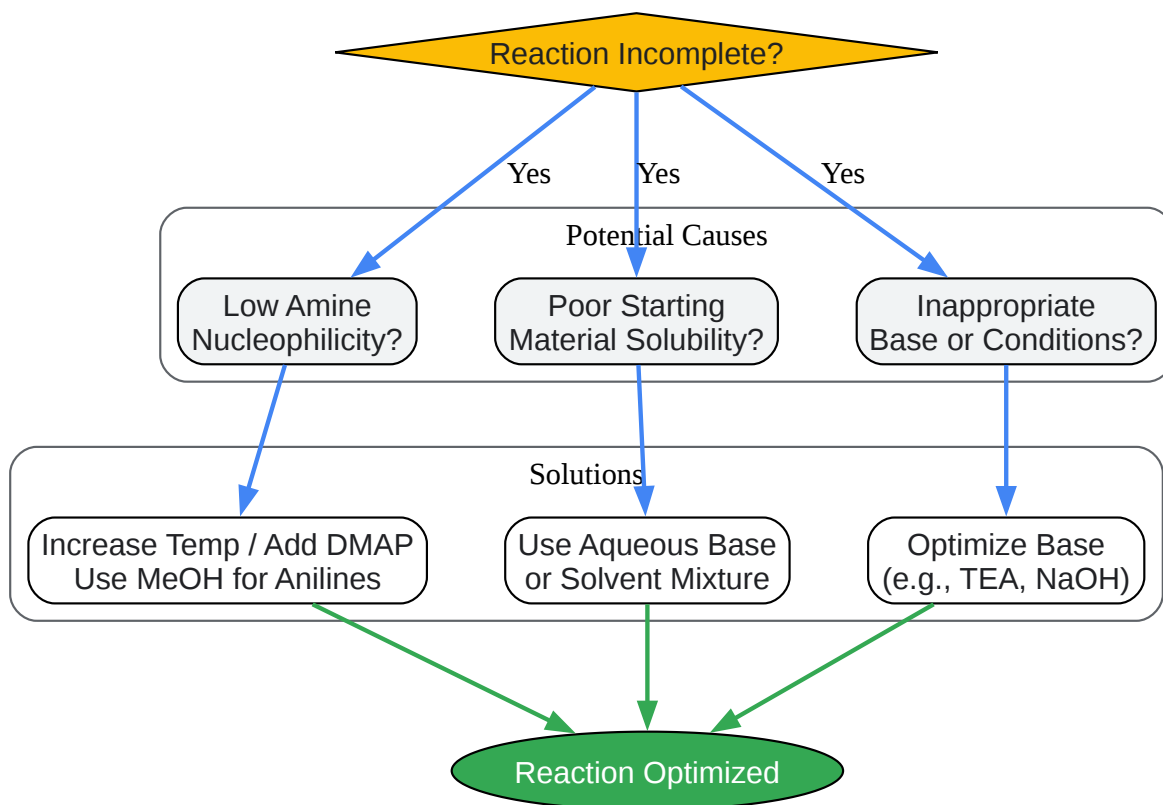 Reaction Incomplete?
Yes
Yes
Yes
Potential Causes
Low Amine
Nucleophilicity?
Poor Starting
Material Solubility?
Inappropriate
Base or Conditions?
Solutions
Increase Temp / Add DMAP
Use MeOH for Anilines
Use Aqueous Base
or Solvent Mixture
Optimize Base
(e.g., TEA, NaOH)
Reaction Optimized